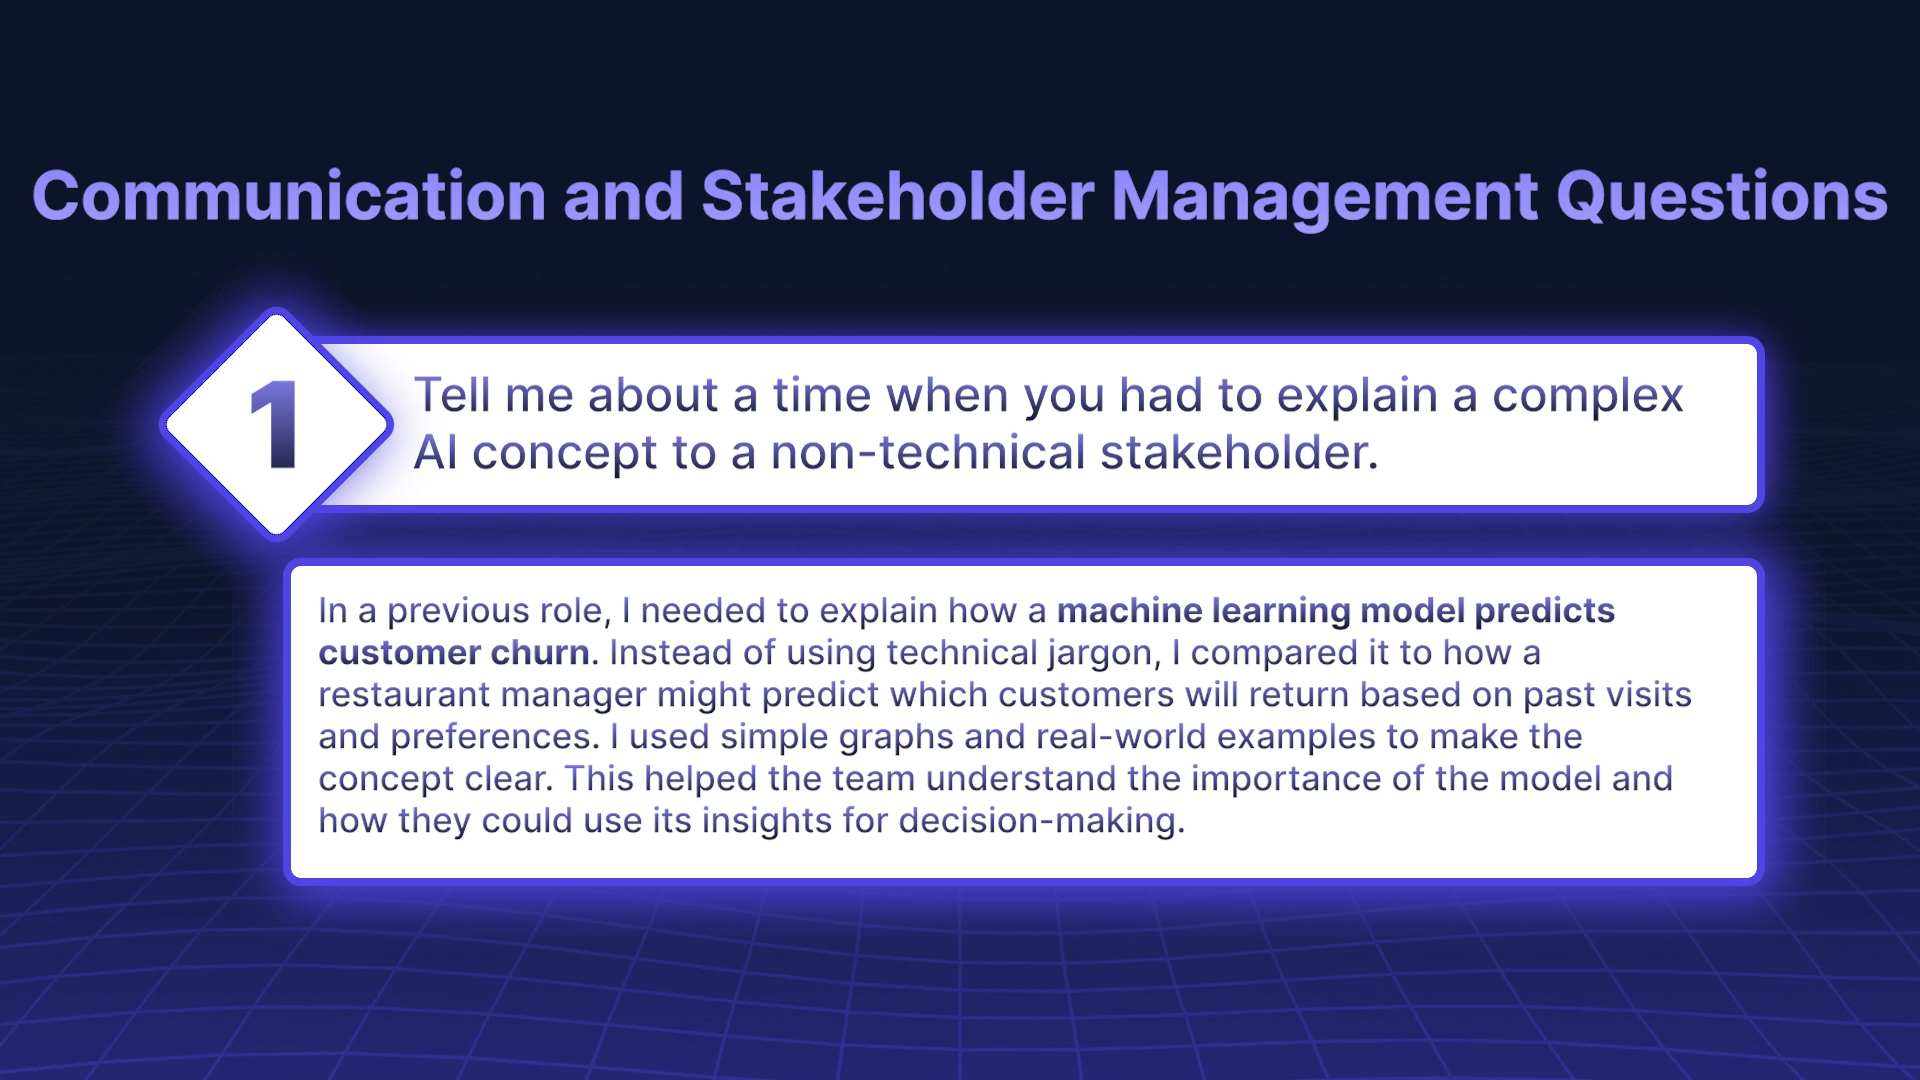 Communication and Stakeholder Management Questions
1
Tell me about a time when you had to explain a complex
AI concept to a non-technical stakeholder.
In a previous role, I needed to explain how a machine learning model predicts
customer churn. Instead of using technical jargon, I compared it to how a
restaurant manager might predict which customers will return based on past visits
and preferences. I used simple graphs and real-world examples to make the
concept clear. This helped the team understand the importance of the model and
how they could use its insights for decision-making.